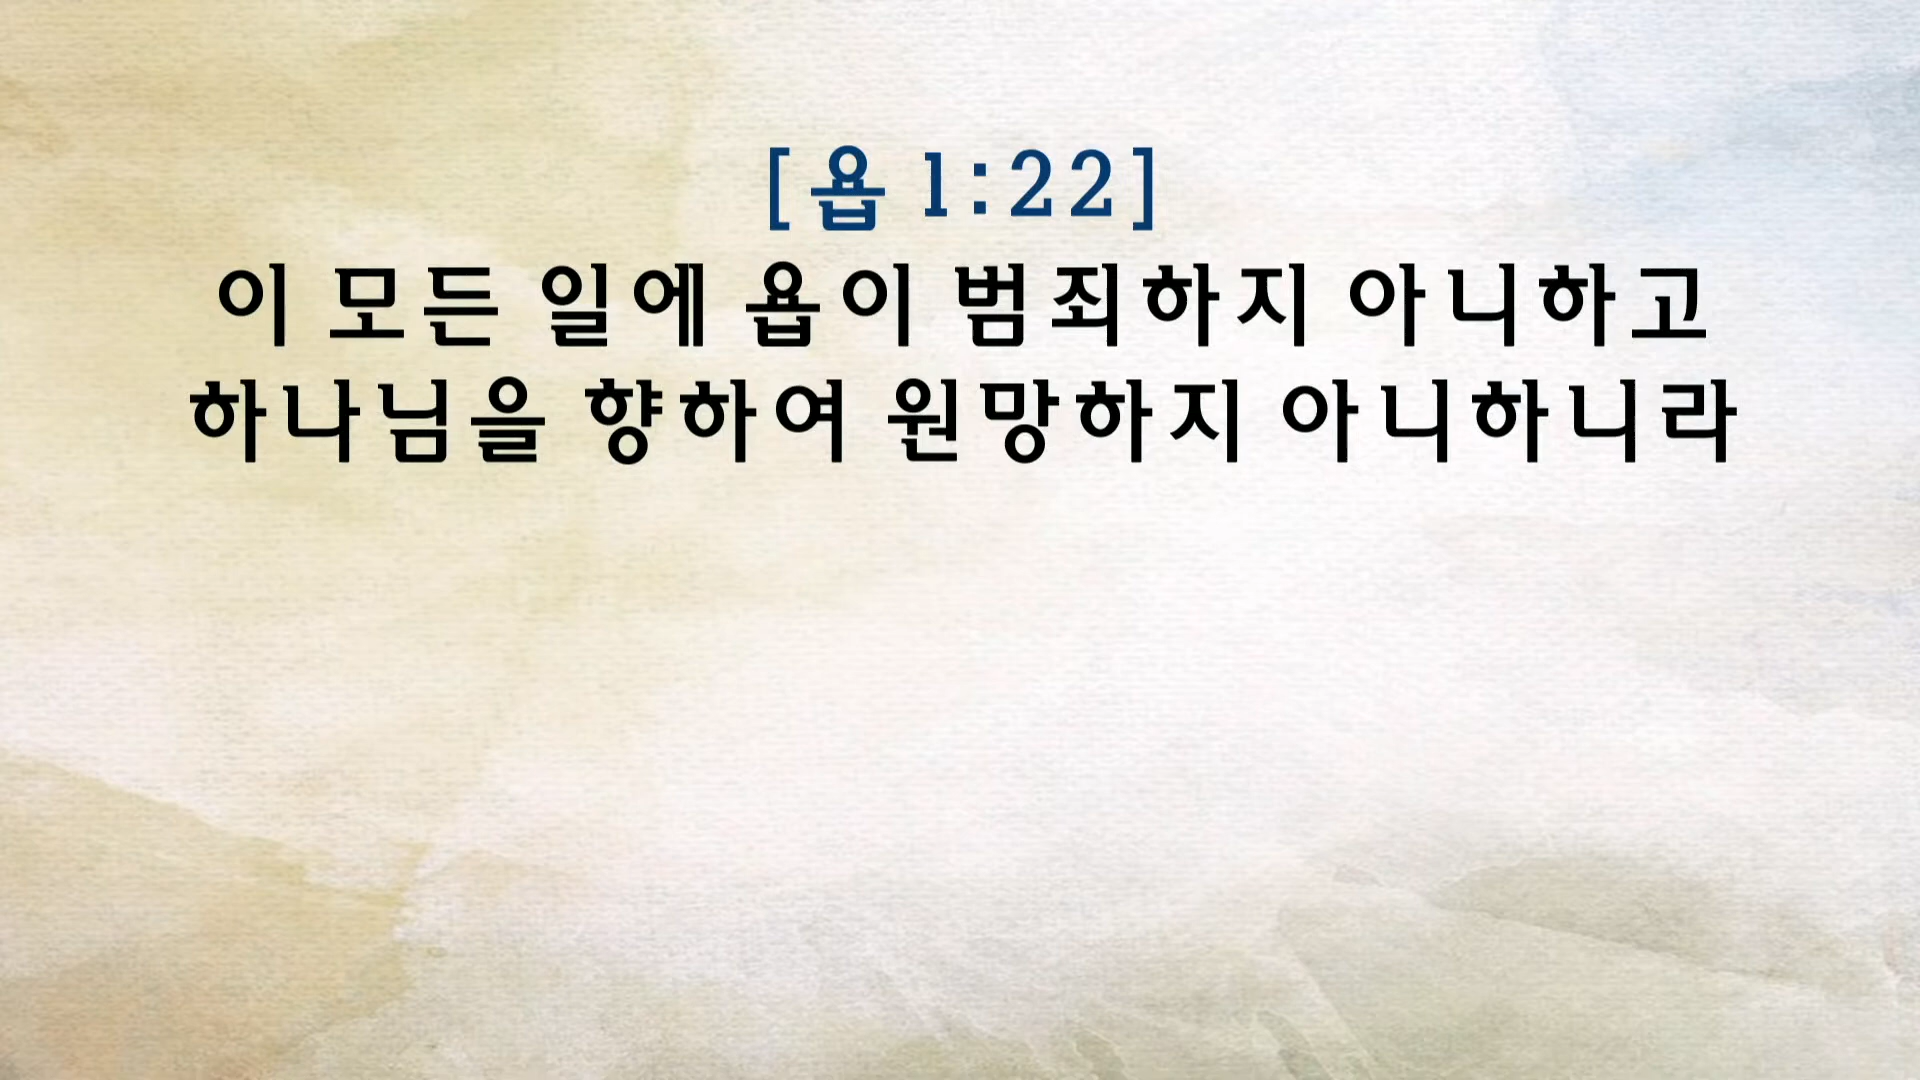 [욥 1:22]
이 모든 일에 욥이 범죄하지 아니하고
하나님을 향하여 원망하지 아니하니라